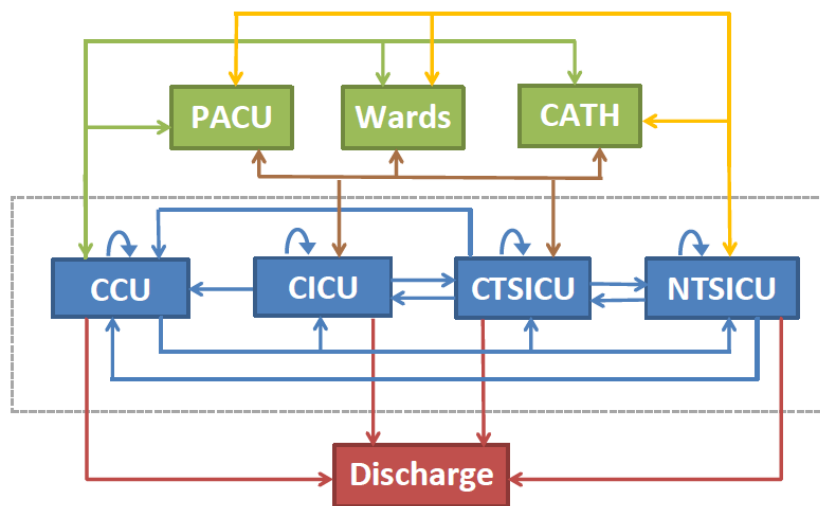 PACU
Wards
CATH
CCU
CICU
CTSICU
NTSICU
Discharge